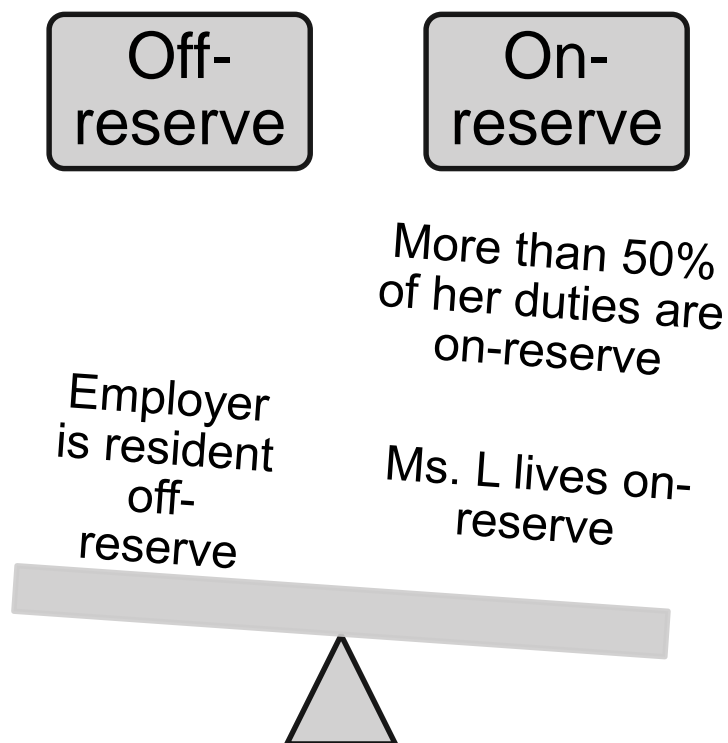 Off-
reserve
On-
reserve
More than 50%
of her duties are
on-reserve
Employer
is resident
off-
reserve
Ms. L lives on-
reserve